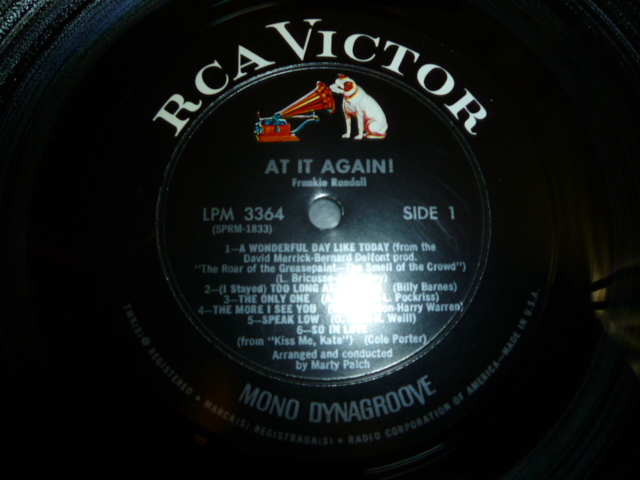 RCA VICTOR
AT IT AGAIN!
Frankie Randall
LPM 3364
(SPRM-1833)
SIDE 1
1—A WONDERFUL DAY LIKE TODAY (from the
David Merrick-Bernard Delfont prod.
"The Roar of the Greasepaint—The Smell of the Crowd")
(L. Bricusse-
2—(I Stayed) TOO LONG AT (Billy Barnes)
3—THE ONLY ONE L. Pockriss)
4—THE MORE I SEE YOU -Harry Warren)
5—SPEAK LOW Weill)
6—SO IN LOVE
(from "Kiss Me, Kate") (Cole Porter)
Arranged and conducted
by Marty Paich
MONO DYNAGROOVE
TMK(S) ® REGISTERED • MARCA(S) REGISTRADA(S) • RADIO CORPORATION OF AMERICA—MADE IN U.S.A.